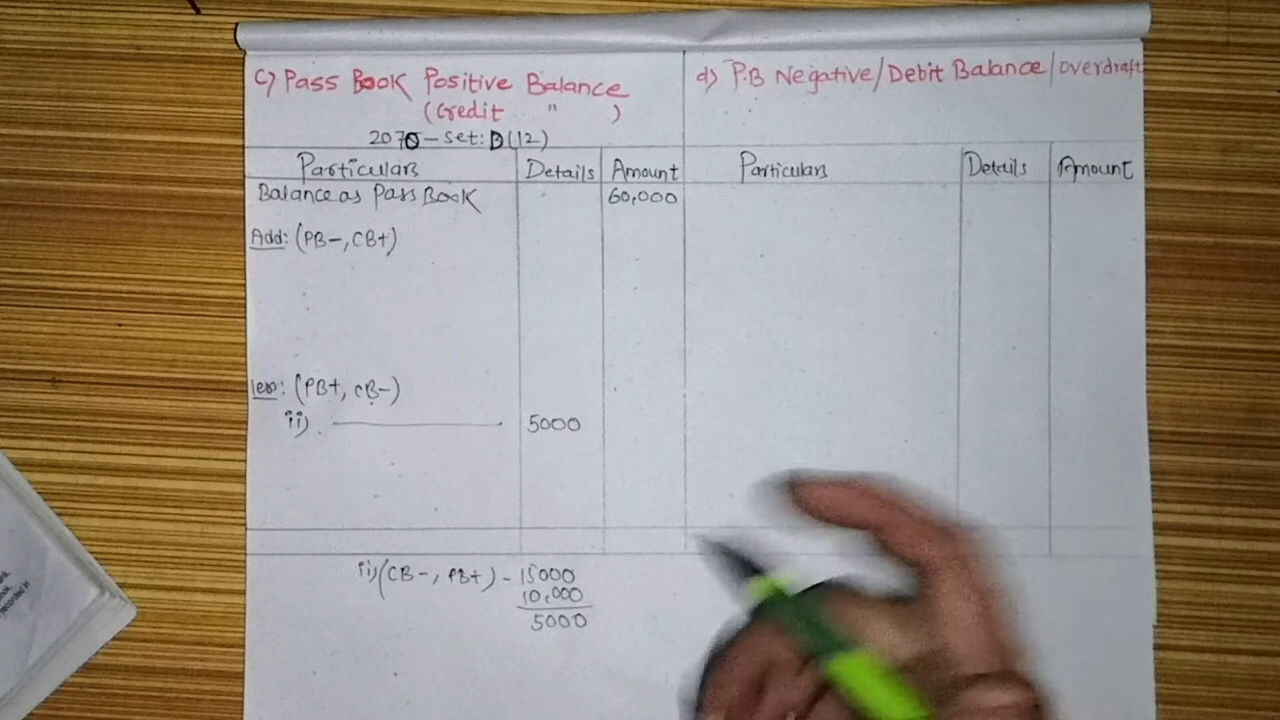 C) Pass Book Positive Balance
(Credit " )
2070-Set: D(12)
Particulars Details Amount
Balance as Pass Book 60,000
Add: (PB-, CB+)
less: (PB+, CB-)
ii). 5000
ii) (CB-, PB+) - 15000
10,000
5000
d) P.B Negative/Debit Balance/overdraft
Particulars Details Amount